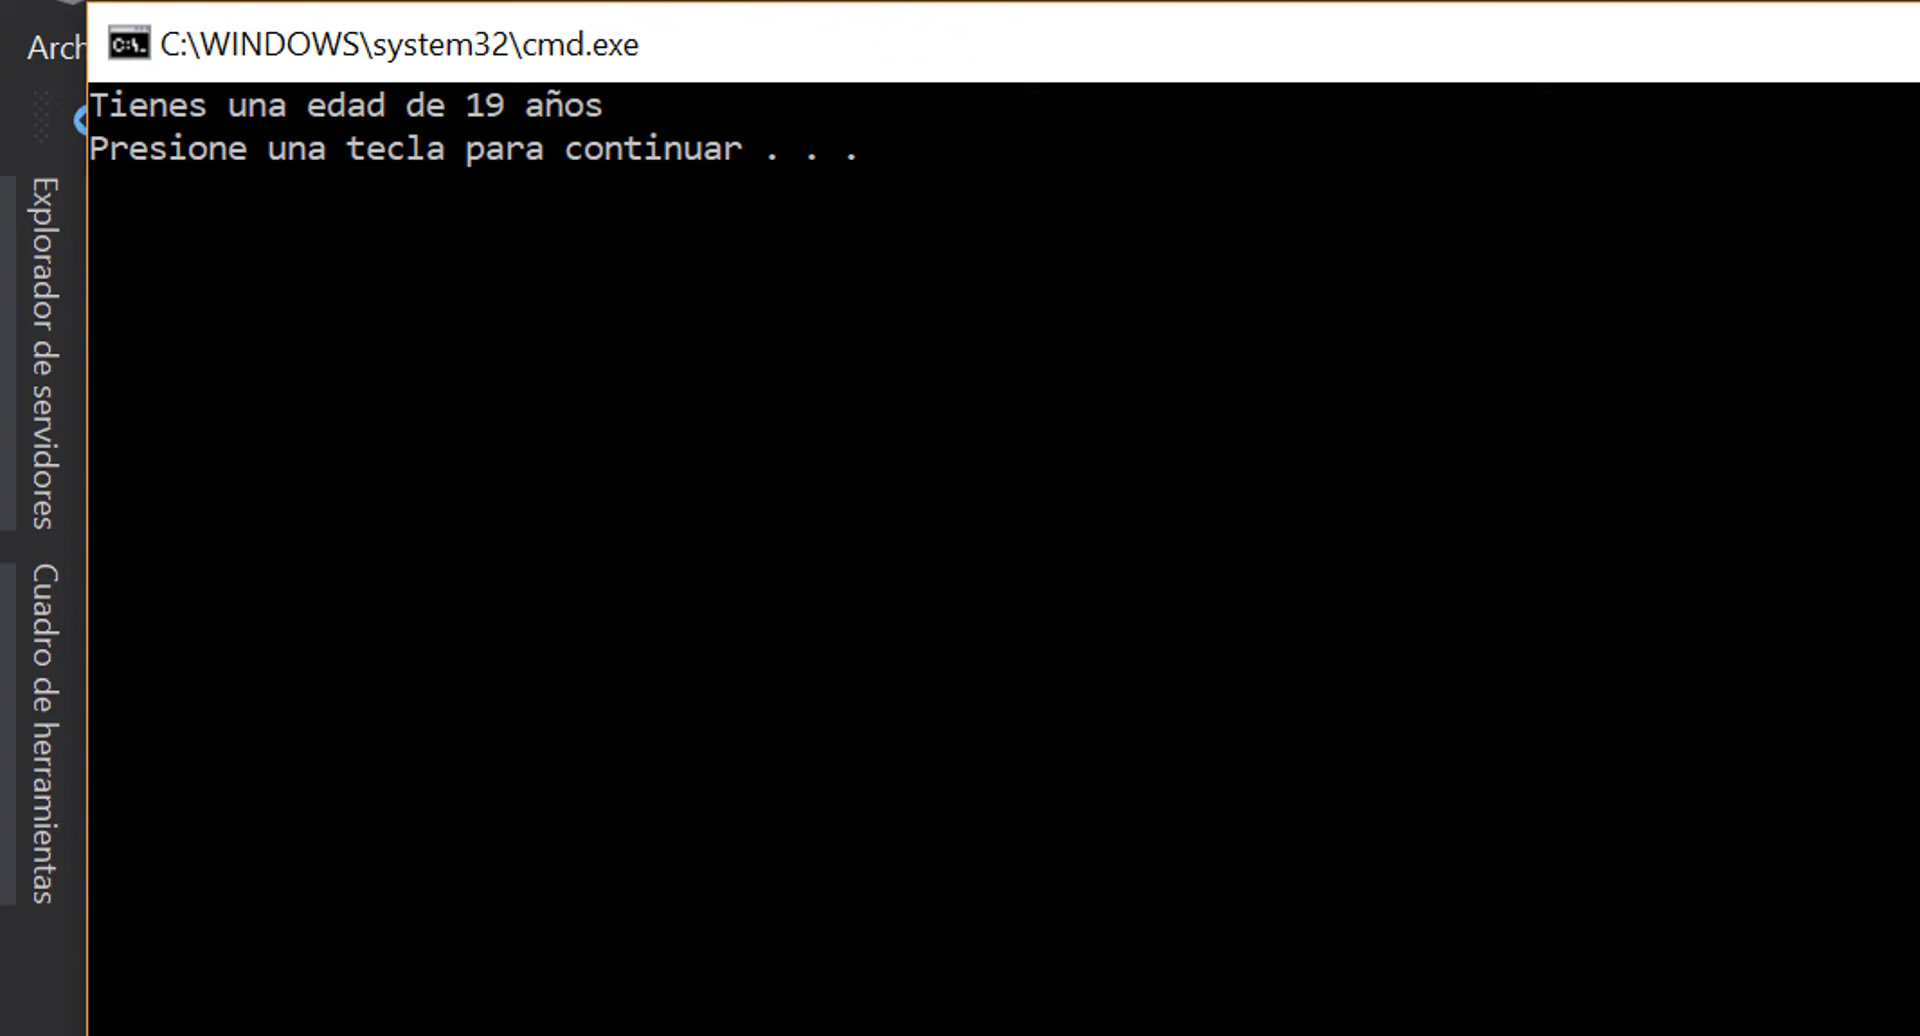 Arch
C:\WINDOWS\system32\cmd.exe
Tienes una edad de 19 años
Presione una tecla para continuar . . .
Explorador de servidores
Cuadro de herramientas